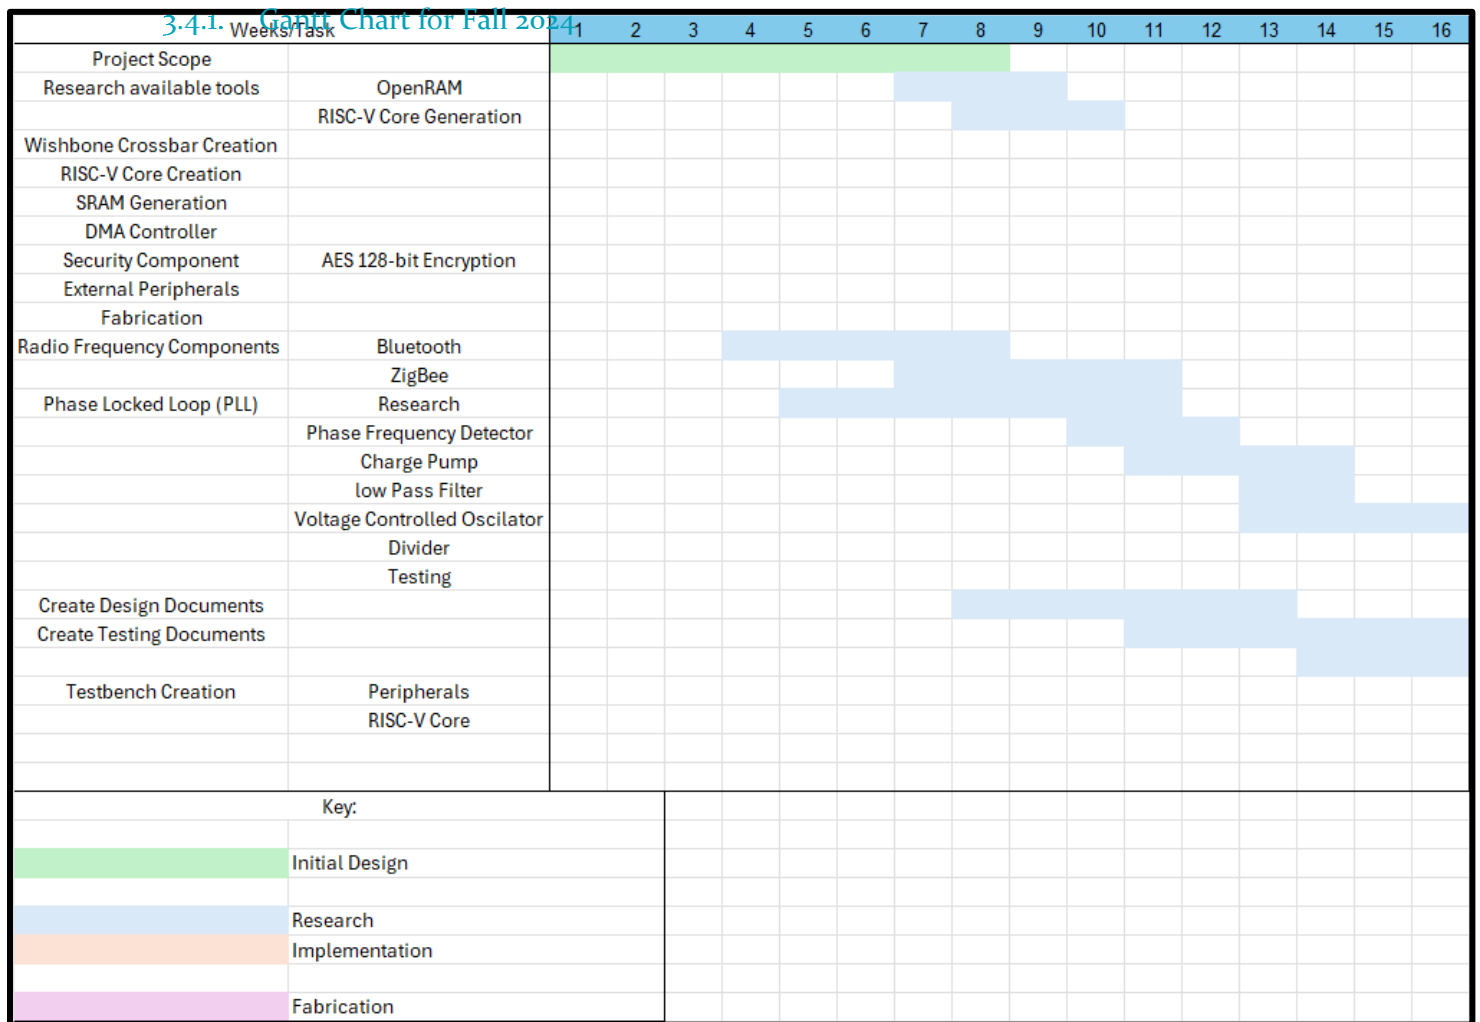 3.4.1. Gantt Chart for Fall 2024
Weeks/Task 1 2 3 4 5 6 7 8 9 10 11 12 13 14 15 16
Project Scope
Research available tools OpenRAM
RISC-V Core Generation
Wishbone Crossbar Creation
RISC-V Core Creation
SRAM Generation
DMA Controller
Security Component AES 128-bit Encryption
External Peripherals
Fabrication
Radio Frequency Components Bluetooth
ZigBee
Phase Locked Loop (PLL) Research
Phase Frequency Detector
Charge Pump
low Pass Filter
Voltage Controlled Oscilator
Divider
Testing
Create Design Documents
Create Testing Documents
Testbench Creation Peripherals
RISC-V Core
Key:
Initial Design
Research
Implementation
Fabrication